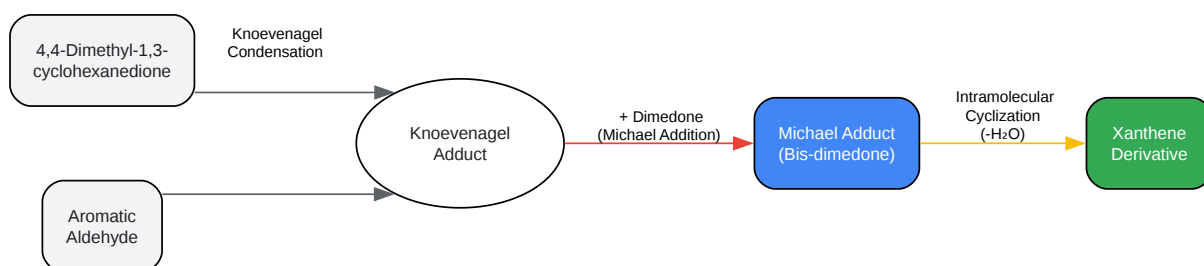 4,4-Dimethyl-1,3-
cyclohexanedione
Knoevenagel
Condensation
Aromatic
Aldehyde
Knoevenagel
Adduct
+ Dimedone
(Michael Addition)
Michael Adduct
(Bis-dimedone)
Intramolecular
Cyclization
(-H₂O)
Xanthene
Derivative